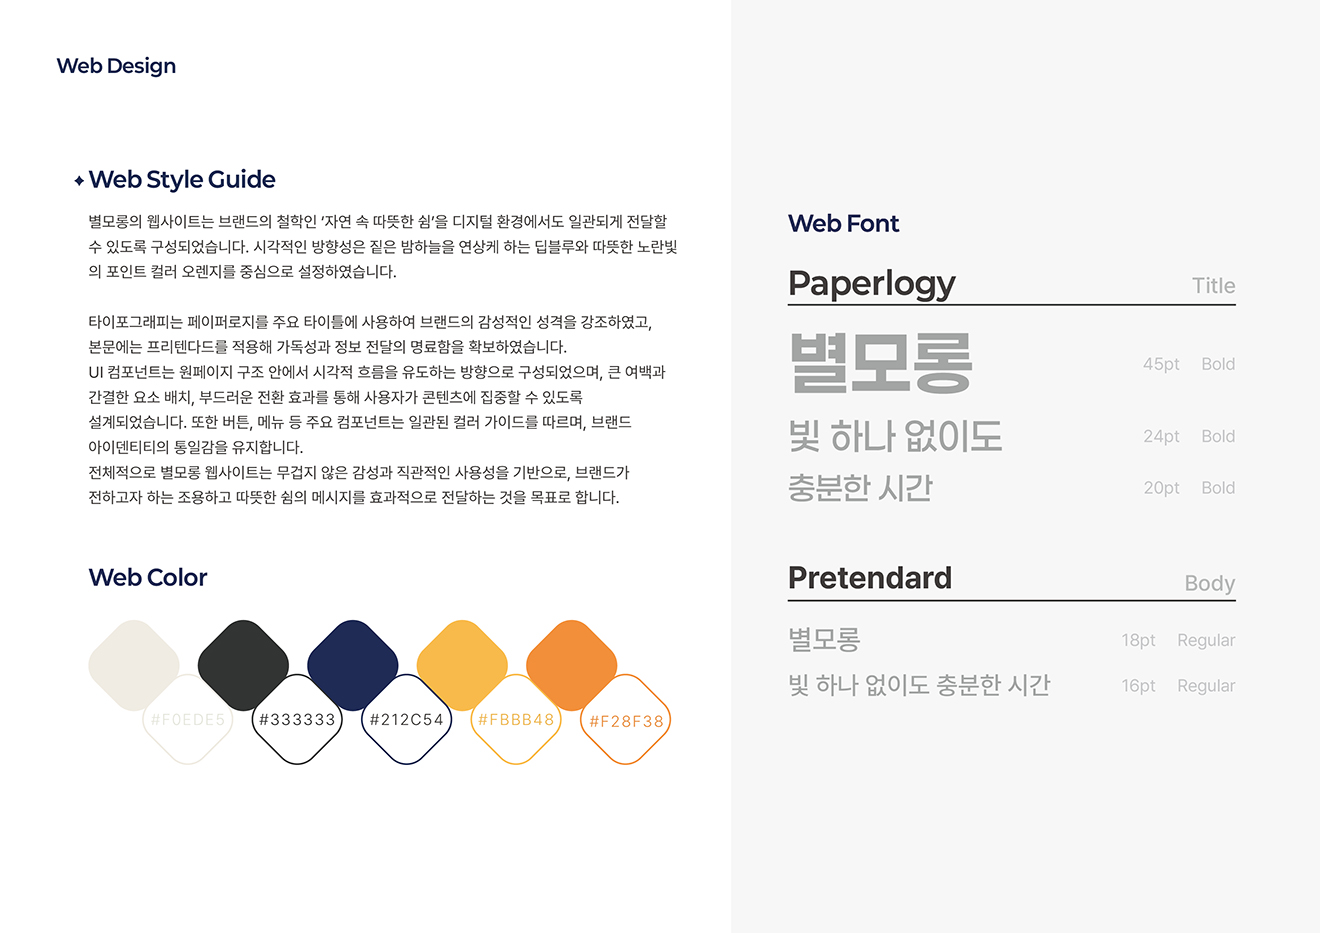 Web Design
Web Style Guide
별모롱의 웹사이트는 브랜드의 철학인 ‘자연 속 따뜻한 쉼’을 디지털 환경에서도 일관되게 전달할
수 있도록 구성되었습니다. 시각적인 방향성은 짙은 밤하늘을 연상케 하는 딥블루와 따뜻한 노란빛
의 포인트 컬러 오렌지를 중심으로 설정하였습니다.
타이포그래피는 페이퍼로지를 주요 타이틀에 사용하여 브랜드의 감성적인 성격을 강조하였고,
본문에는 프리텐다드를 적용해 가독성과 정보 전달의 명료함을 확보하였습니다.
UI 컴포넌트는 원페이지 구조 안에서 시각적 흐름을 유도하는 방향으로 구성되었으며, 큰 여백과
간결한 요소 배치, 부드러운 전환 효과를 통해 사용자가 콘텐츠에 집중할 수 있도록
설계되었습니다. 또한 버튼, 메뉴 등 주요 컴포넌트는 일관된 컬러 가이드를 따르며, 브랜드
아이덴티티의 통일감을 유지합니다.
전체적으로 별모롱 웹사이트는 무겁지 않은 감성과 직관적인 사용성을 기반으로, 브랜드가
전하고자 하는 조용하고 따뜻한 쉼의 메시지를 효과적으로 전달하는 것을 목표로 합니다.
Web Color
#F0EDE5 #333333 #212C54 #FBBB48 #F28F38
Web Font
Paperlogy Title
별모롱 45pt Bold
빛 하나 없이도 24pt Bold
충분한 시간 20pt Bold
Pretendard Body
별모롱 18pt Regular
빛 하나 없이도 충분한 시간 16pt Regular